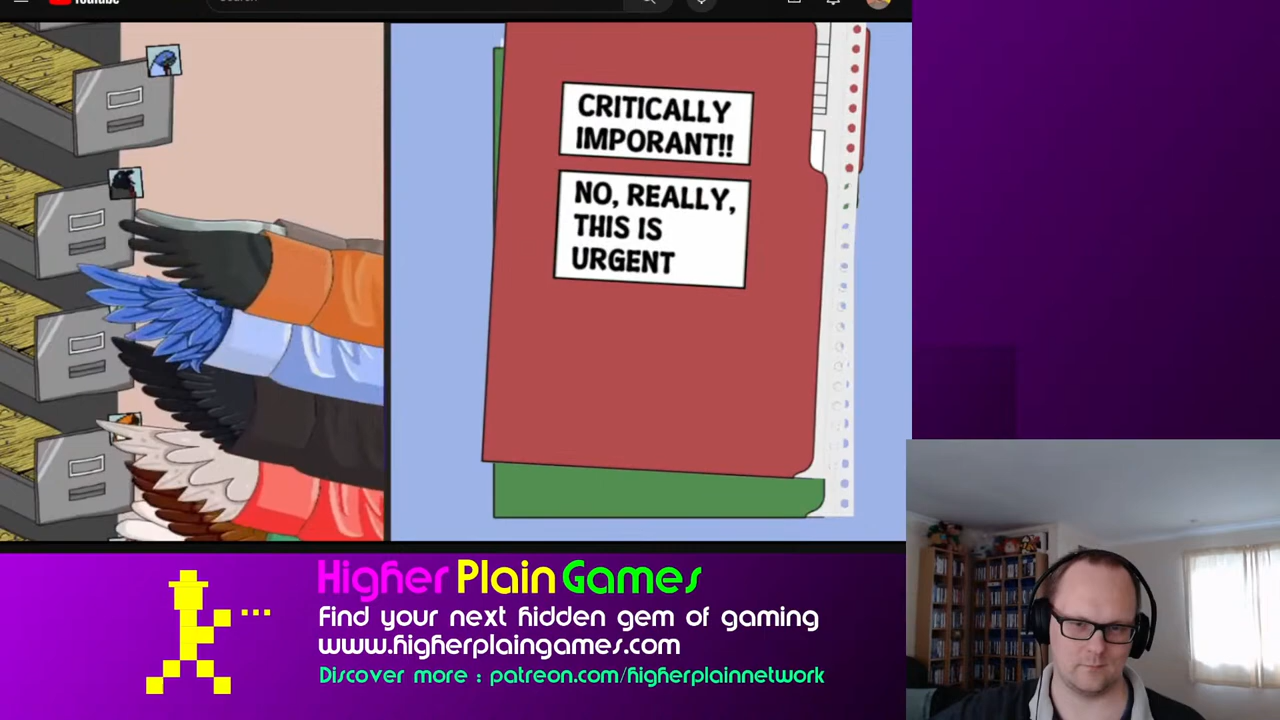 CRITICALLY
IMPORANT!!
NO, REALLY,
THIS IS
URGENT
Higher Plain Games
Find your next hidden gem of gaming
www.higherplaingames.com
Discover more : patreon.com/higherplainnetwork